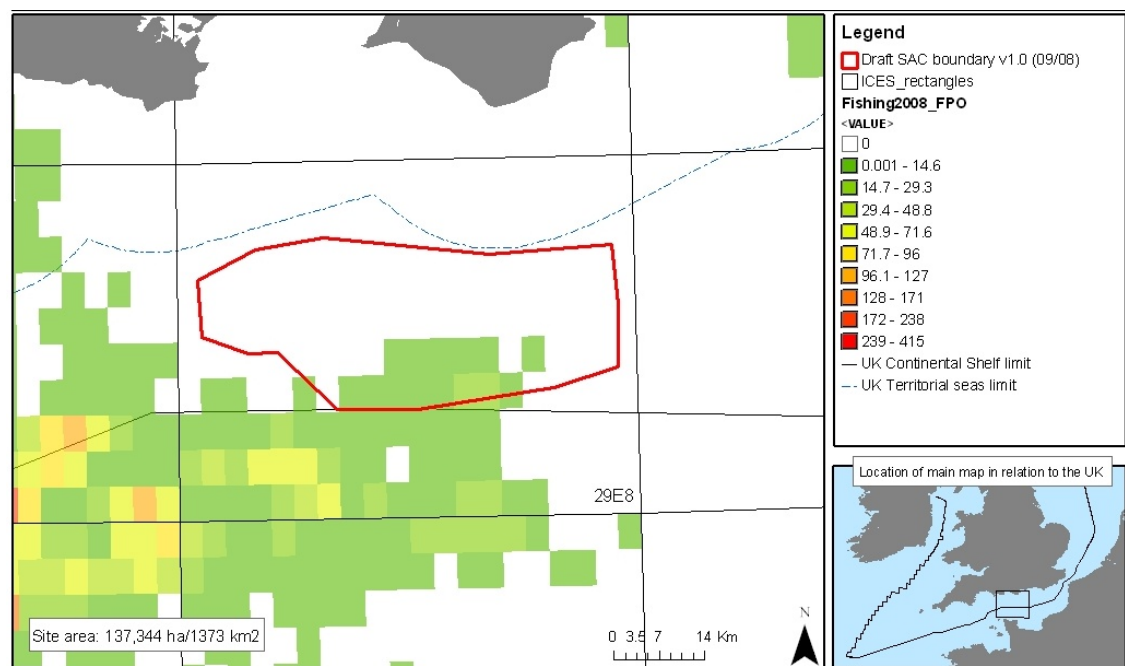 Legend
Draft SAC boundary v1.0 (09/08)
ICES_rectangles
Fishing2008_FPO
<VALUE>
0
0.001 - 14.6
14.7 - 29.3
29.4 - 48.8
48.9 - 71.6
71.7 - 96
96.1 - 127
128 - 171
172 - 238
239 - 415
UK Continental Shelf limit
UK Territorial seas limit
Location of main map in relation to the UK
29E8
N
Site area: 137,344 ha/1373 km2
0 3.5 7 14 Km